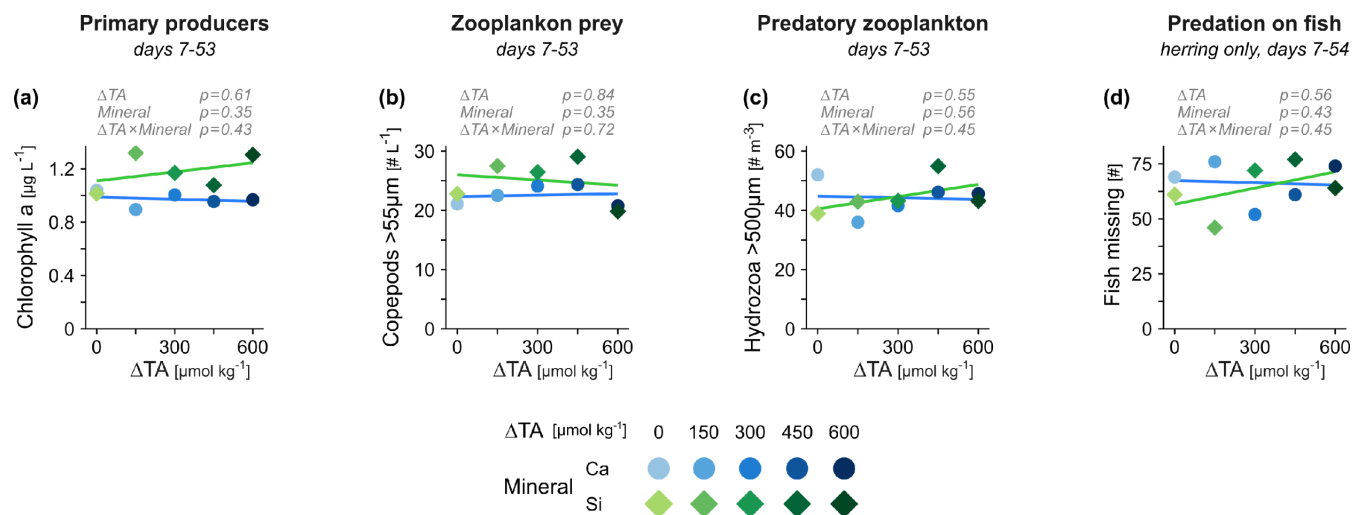 Primary producers
days 7-53
(a)
ΔTA p=0.61
Mineral p=0.35
ΔTA×Mineral p=0.43
Chlorophyll a [µg L⁻¹]
1.2
0.8
0.4
0
0 300 600
ΔTA [µmol kg⁻¹]
Zooplankon prey
days 7-53
(b)
ΔTA p=0.84
Mineral p=0.35
ΔTA×Mineral p=0.72
Copepods >55µm [# L⁻¹]
30
20
10
0
0 300 600
ΔTA [µmol kg⁻¹]
Predatory zooplankton
days 7-53
(c)
ΔTA p=0.55
Mineral p=0.56
ΔTA×Mineral p=0.45
Hydrozoa >500µm [# m⁻³]
60
40
20
0
0 300 600
ΔTA [µmol kg⁻¹]
Predation on fish
herring only, days 7-54
(d)
ΔTA p=0.56
Mineral p=0.43
ΔTA×Mineral p=0.45
Fish missing [#]
75
50
25
0
0 300 600
ΔTA [µmol kg⁻¹]
ΔTA [µmol kg⁻¹] 0 150 300 450 600
Mineral
Ca
Si